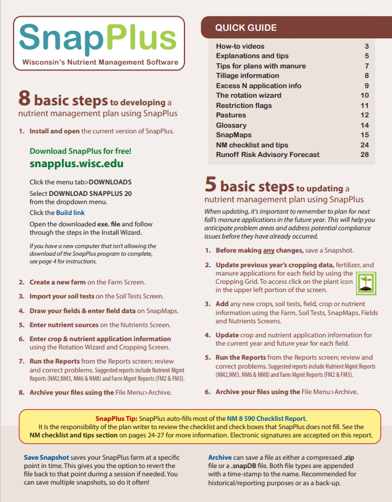 SnapPlus
Wisconsin's Nutrient Management Software
8 basic steps to developing a
nutrient management plan using SnapPlus
1. Install and open the current version of SnapPlus.
Download SnapPlus for free!
snapplus.wisc.edu
Click the menu tab>DOWNLOADS
Select DOWNLOAD SNAPPLUS 20
from the dropdown menu.
Click the Build link
Open the downloaded exe. file and follow
through the steps in the Install Wizard.
If you have a new computer that isn't allowing the
download of the SnapPlus program to complete,
see page 4 for instructions.
2. Create a new farm on the Farm Screen.
3. Import your soil tests on the Soil Tests Screen.
4. Draw your fields & enter field data on SnapMaps.
5. Enter nutrient sources on the Nutrients Screen.
6. Enter crop & nutrient application information
using the Rotation Wizard and Cropping Screen.
7. Run the Reports from the Reports screen; review
and correct problems. Suggested reports include Nutrient Mgmt
Reports (NM2,NM3, NM6 & NM8) and Farm Mgmt Reports (FM2 & FM3).
8. Archive your files using the File Menu>Archive.
QUICK GUIDE
How-to videos 3
Explanations and tips 5
Tips for plans with manure 7
Tillage information 8
Excess N application info 9
The rotation wizard 10
Restriction flags 11
Pastures 12
Glossary 14
SnapMaps 15
NM checklist and tips 24
Runoff Risk Advisory Forecast 28
5 basic steps to updating a
nutrient management plan using SnapPlus
When updating, it's important to remember to plan for next
fall's manure applications in the future year. This will help you
anticipate problem areas and address potential compliance
issues before they have already occurred.
1. Before making any changes, save a Snapshot.
2. Update previous year's cropping data, fertilizer, and
manure applications for each field by using the
Cropping Grid. To access click on the plant icon
in the upper left portion of the screen.
3. Add any new crops, soil tests, field, crop or nutrient
information using the Farm, Soil Tests, SnapMaps, Fields
and Nutrients Screens.
4. Update crop and nutrient application information for
the current year and future year for each field.
5. Run the Reports from the Reports screen; review and
correct problems. Suggested reports include Nutrient Mgmt Reports
(NM2,NM3, NM6 & NM8) and Farm Mgmt Reports (FM2 & FM3).
6. Archive your files using the File Menu>Archive.
SnapPlus Tip: SnapPlus auto-fills most of the NM 8 590 Checklist Report.
It is the responsibility of the plan writer to review the checklist and check boxes that SnapPlus does not fill. See the
NM checklist and tips section on pages 24-27 for more information. Electronic signatures are accepted on this report.
Save Snapshot saves your SnapPlus farm at a specific
point in time. This gives you the option to revert the
file back to that point during a session if needed. You
can save multiple snapshots, so do it often!
Archive can save a file as either a compressed .zip
file or a .snapDB file. Both file types are appended
with a time-stamp to the name. Recommended for
historical/reporting purposes or as a back-up.